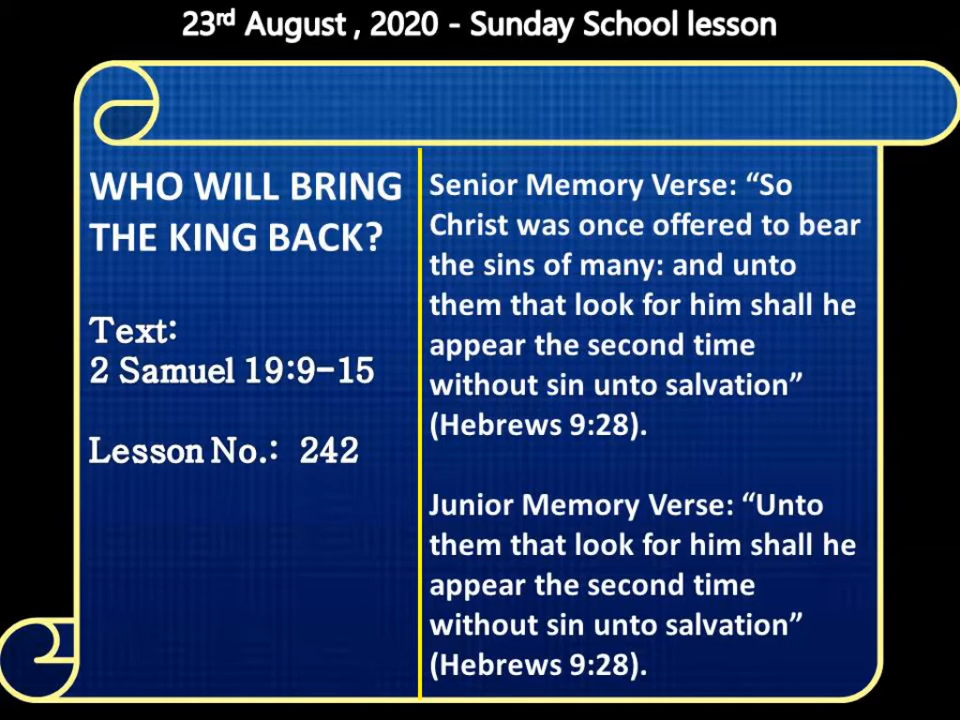 23rd August , 2020 - Sunday School lesson
WHO WILL BRING
THE KING BACK?
Text:
2 Samuel 19:9-15
Lesson No.: 242
Senior Memory Verse: “So
Christ was once offered to bear
the sins of many: and unto
them that look for him shall he
appear the second time
without sin unto salvation”
(Hebrews 9:28).
Junior Memory Verse: “Unto
them that look for him shall he
appear the second time
without sin unto salvation”
(Hebrews 9:28).